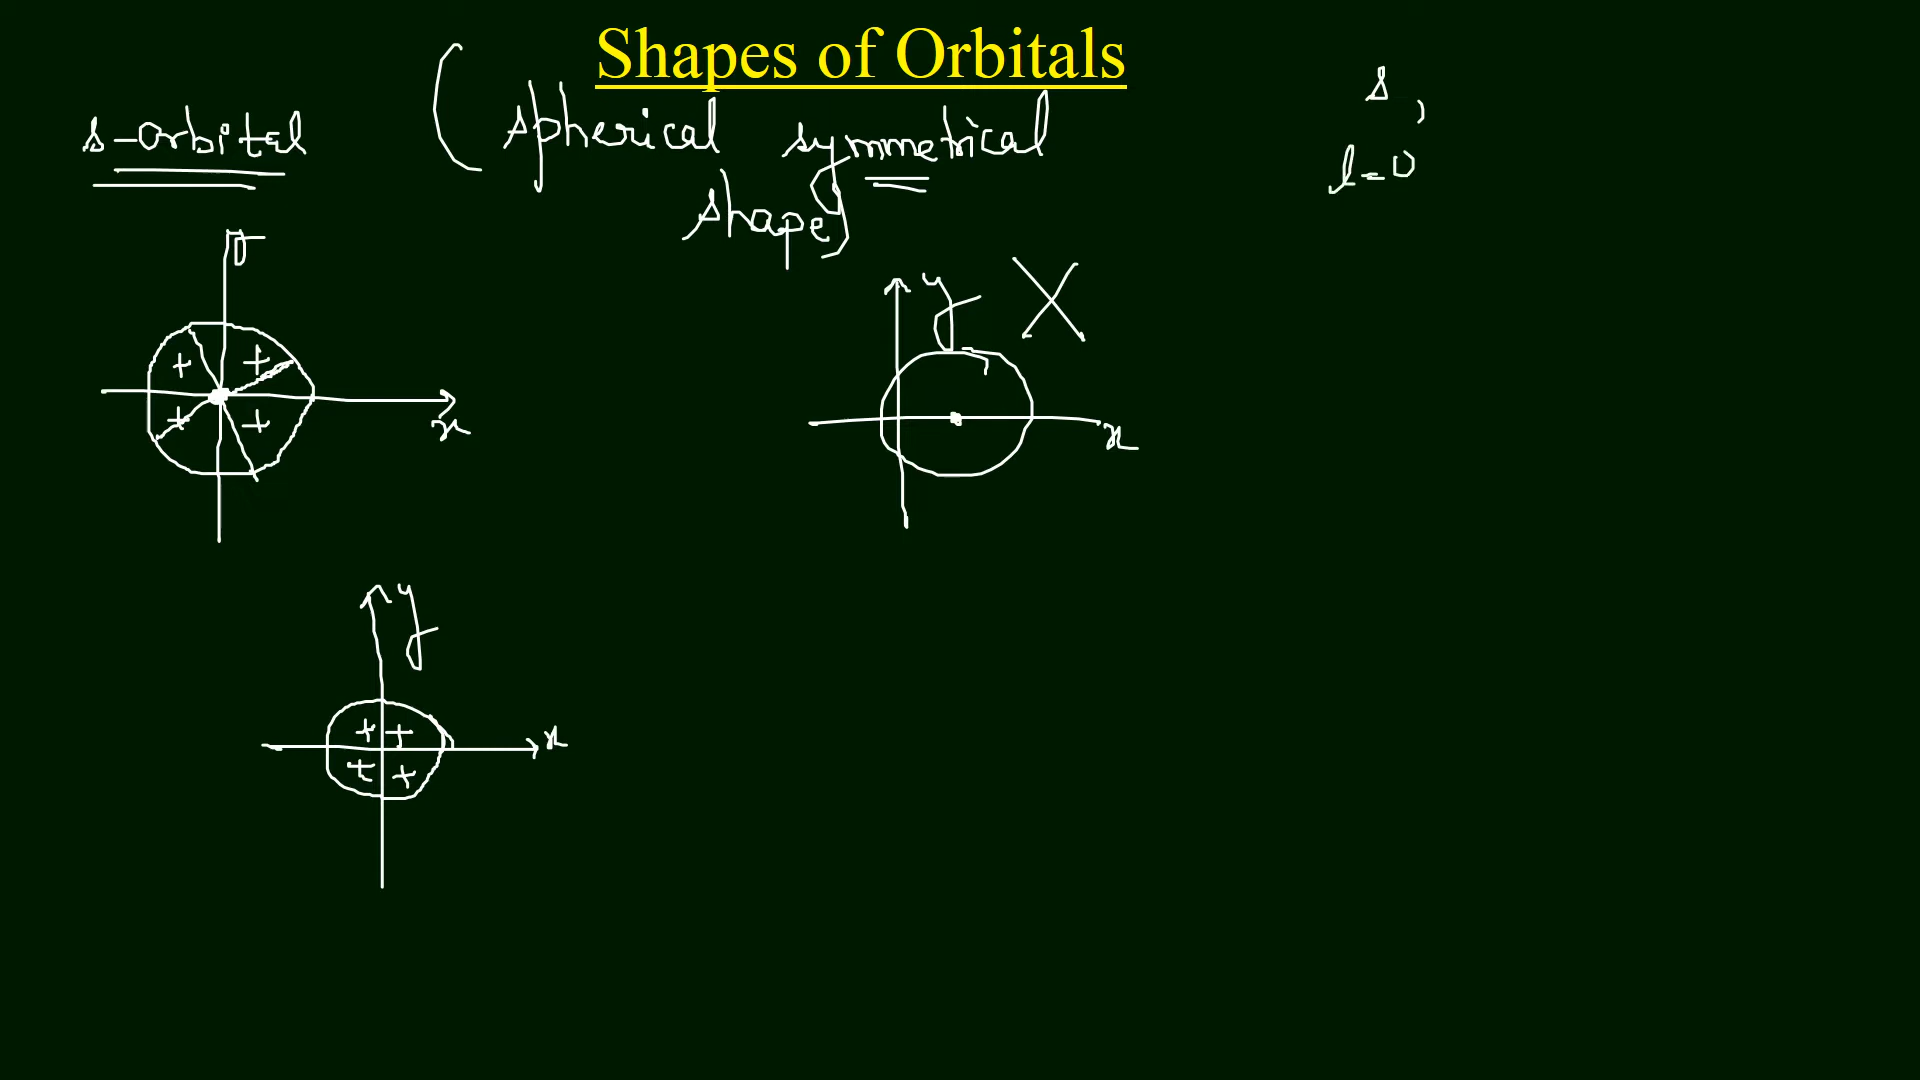 Shapes of Orbitals
s-orbital (spherical symmetrical
shape)
s,
l=0
x
+ +
+ +
y X
x
y
x
+ +
+ +